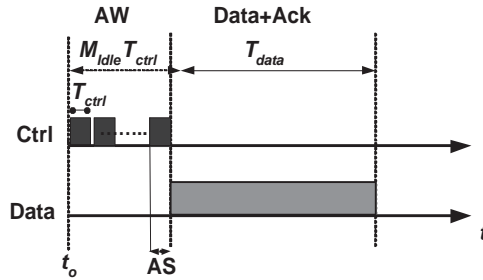 AW Data+Ack
M_Idle T_ctrl T_data
T_ctrl
Ctrl
Data
t
t_o AS